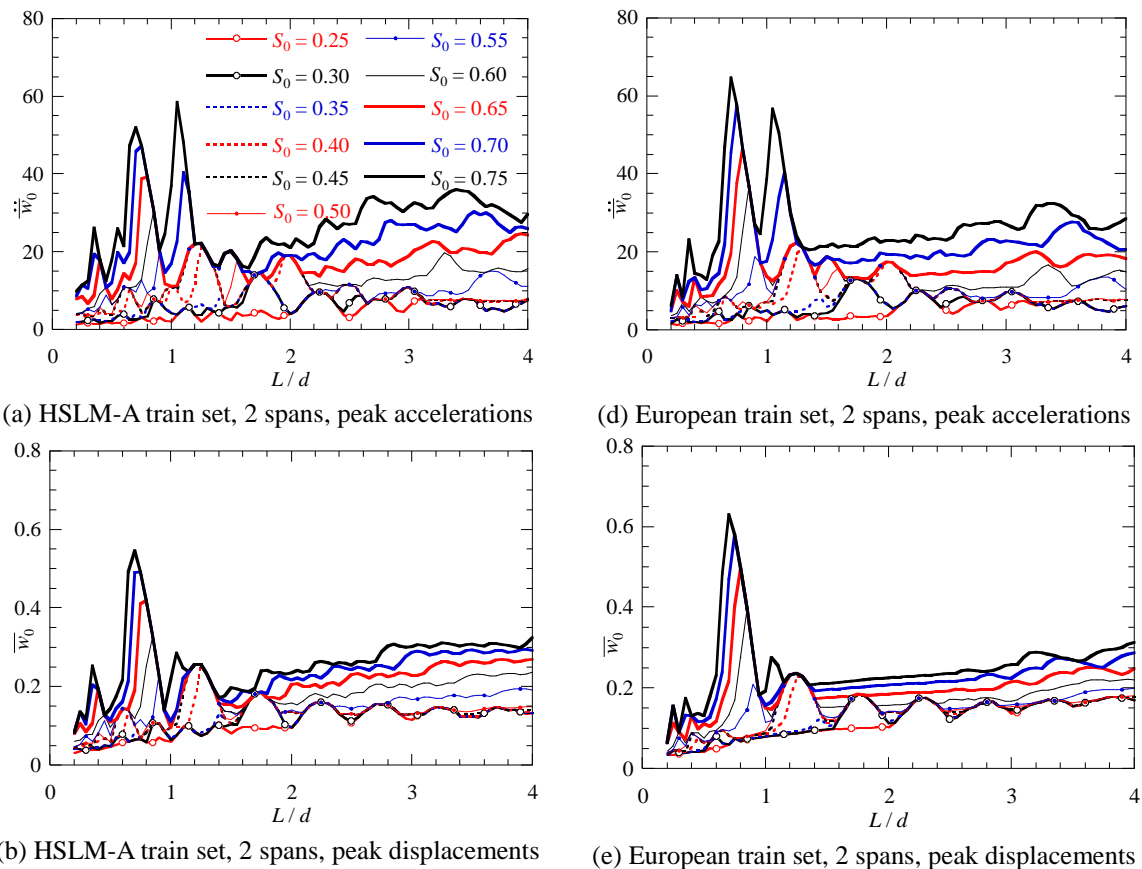 80
60
40
20
0
ẅ̅₀
S₀ = 0.25
S₀ = 0.30
S₀ = 0.35
S₀ = 0.40
S₀ = 0.45
S₀ = 0.50
S₀ = 0.55
S₀ = 0.60
S₀ = 0.65
S₀ = 0.70
S₀ = 0.75
0 1 2 3 4
L / d
(a) HSLM-A train set, 2 spans, peak accelerations
80
60
40
20
0
ẅ̅₀
0 1 2 3 4
L / d
(d) European train set, 2 spans, peak accelerations
0.8
0.6
0.4
0.2
0
w̅₀
0 1 2 3 4
L / d
(b) HSLM-A train set, 2 spans, peak displacements
0.8
0.6
0.4
0.2
0
w̅₀
0 1 2 3 4
L / d
(e) European train set, 2 spans, peak displacements